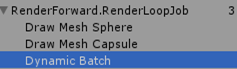 RenderForward.RenderLoopJob 3
Draw Mesh Sphere
Draw Mesh Capsule
Dynamic Batch